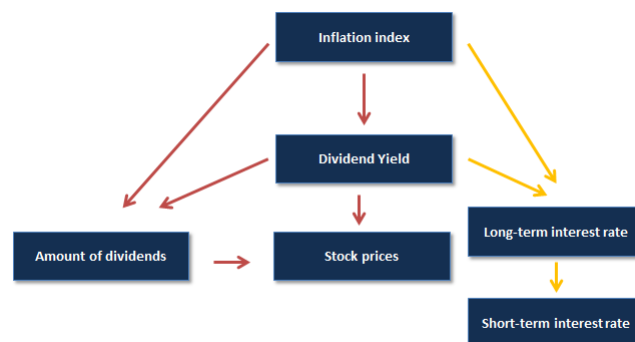 Inflation index
Dividend Yield
Long-term interest rate
Amount of dividends
Stock prices
Short-term interest rate